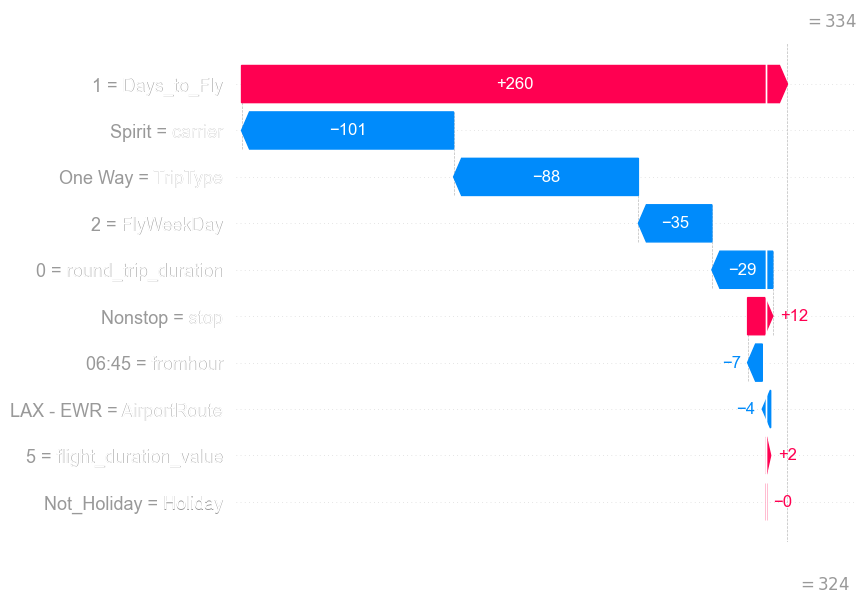 = 334
1 = Days_to_Fly
+260
Spirit = carrier
−101
One Way = TripType
−88
2 = FlyWeekDay
−35
0 = round_trip_duration
−29
Nonstop = stop
+12
06:45 = fromhour
−7
LAX - EWR = AirportRoute
−4
5 = flight_duration_value
+2
Not_Holiday = Holiday
−0
= 324